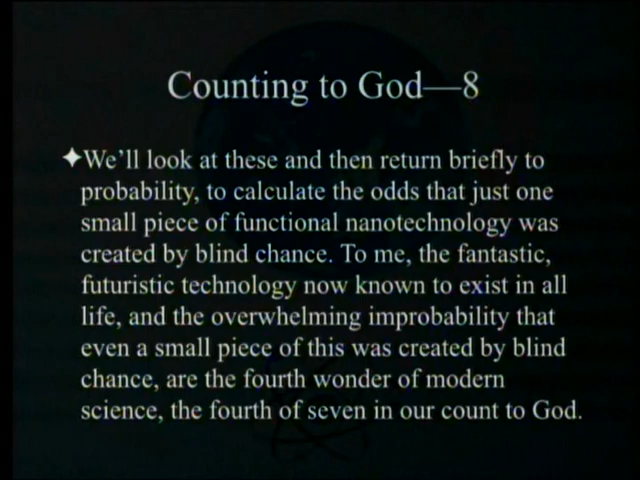 Counting to God—8
✦We’ll look at these and then return briefly to
probability, to calculate the odds that just one
small piece of functional nanotechnology was
created by blind chance. To me, the fantastic,
futuristic technology now known to exist in all
life, and the overwhelming improbability that
even a small piece of this was created by blind
chance, are the fourth wonder of modern
science, the fourth of seven in our count to God.